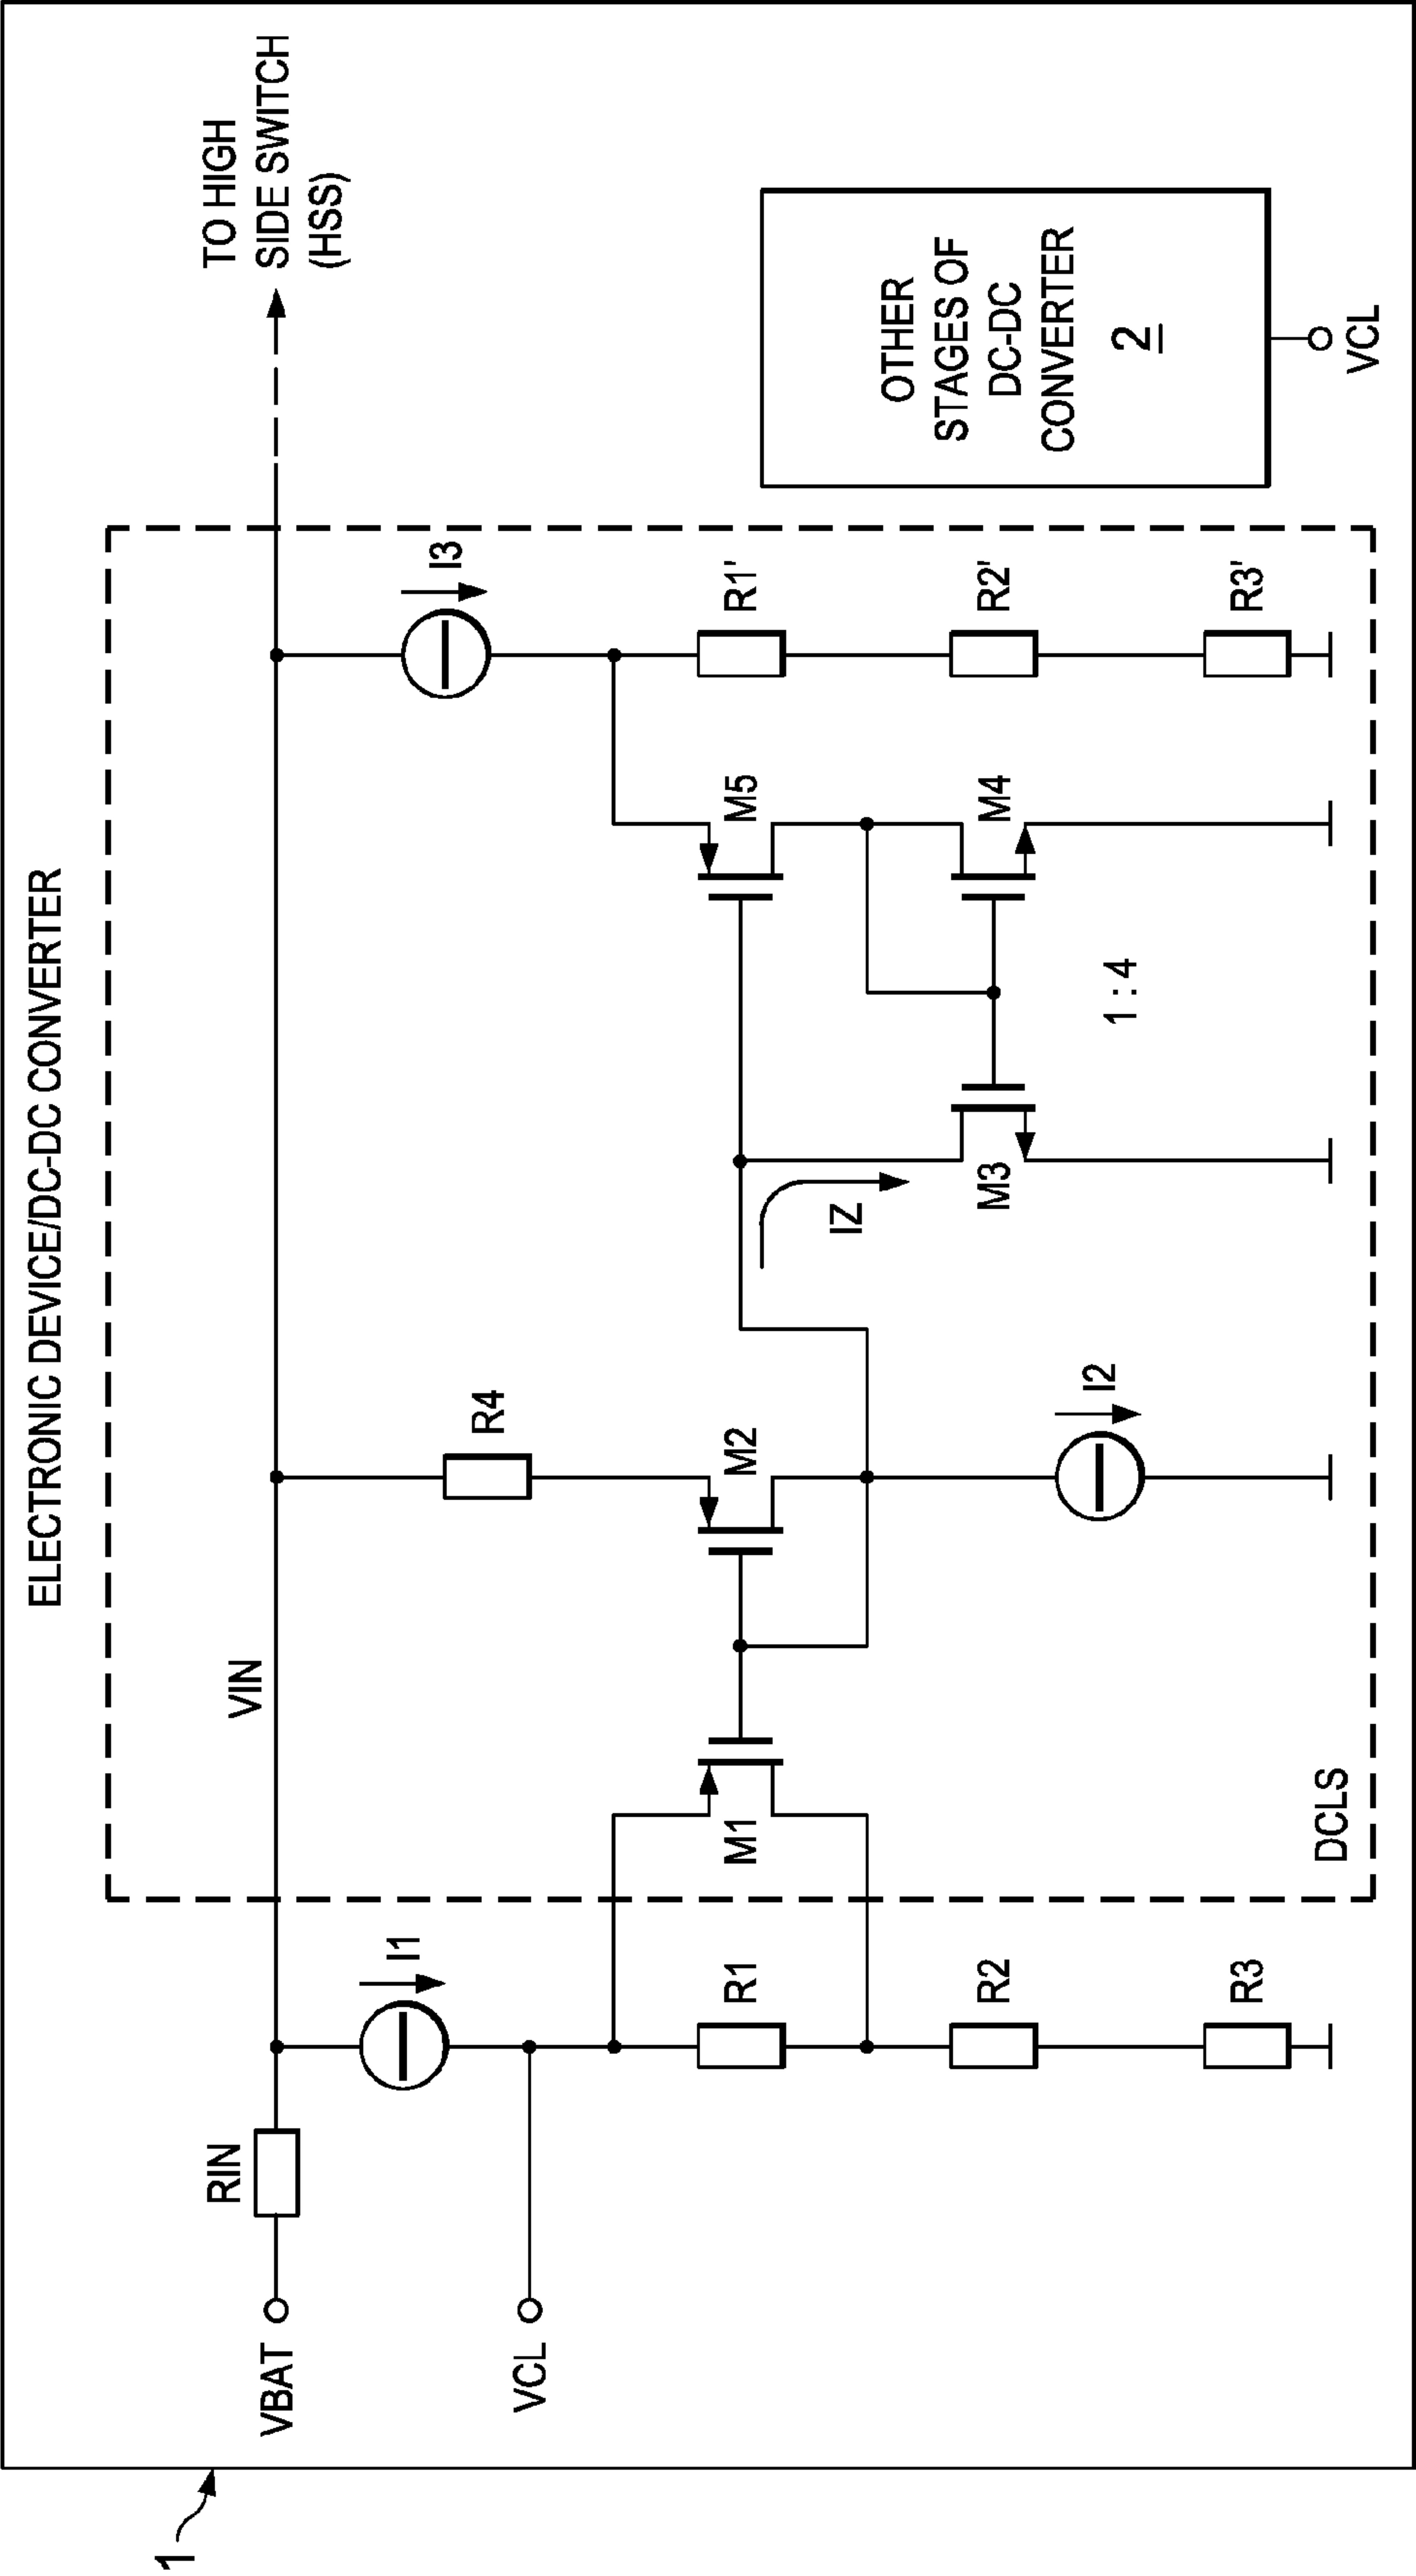 ELECTRONIC DEVICE/DC-DC CONVERTER
1
VBAT
RIN
VIN
TO HIGH
SIDE SWITCH
(HSS)
VCL
I1
R1
R2
R3
M1
R4
M2
I2
IZ
M3
1 : 4
M5
M4
I3
R1'
R2'
R3'
DCLS
OTHER
STAGES OF
DC-DC
CONVERTER
2
VCL